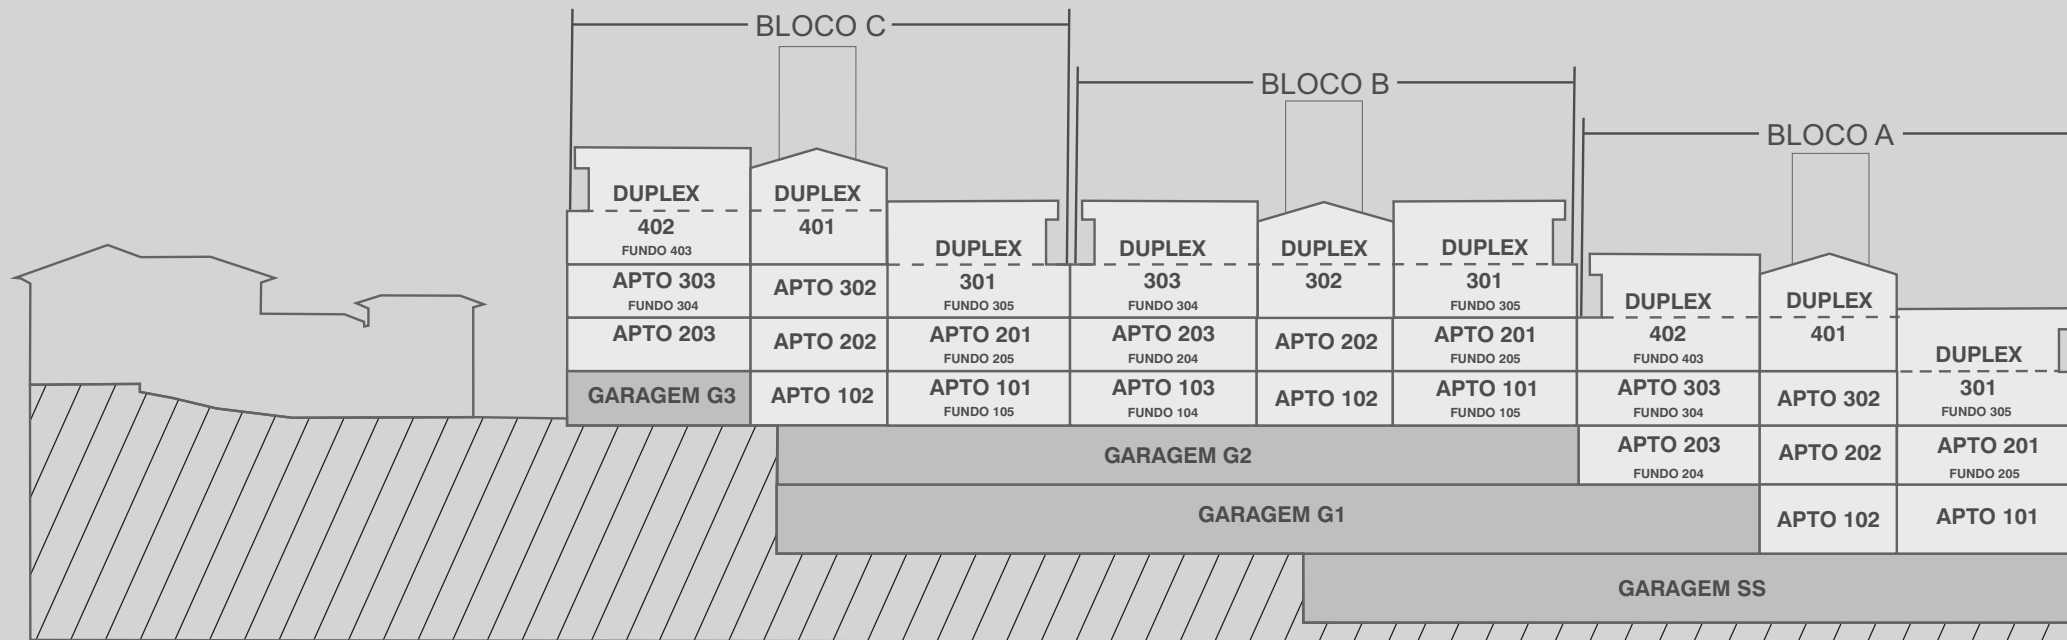 BLOCO C
BLOCO B
BLOCO A
DUPLEX
402
FUNDO 403
DUPLEX
401
DUPLEX
301
FUNDO 305
APTO 303
FUNDO 304
APTO 302
APTO 203
APTO 202
APTO 201
FUNDO 205
GARAGEM G3
APTO 102
APTO 101
FUNDO 105
DUPLEX
303
FUNDO 304
DUPLEX
302
DUPLEX
301
FUNDO 305
APTO 203
FUNDO 204
APTO 202
APTO 201
FUNDO 205
APTO 103
FUNDO 104
APTO 102
APTO 101
FUNDO 105
DUPLEX
402
FUNDO 403
DUPLEX
401
DUPLEX
301
FUNDO 305
APTO 303
FUNDO 304
APTO 302
APTO 203
FUNDO 204
APTO 202
APTO 201
FUNDO 205
APTO 102
APTO 101
GARAGEM G2
GARAGEM G1
GARAGEM SS